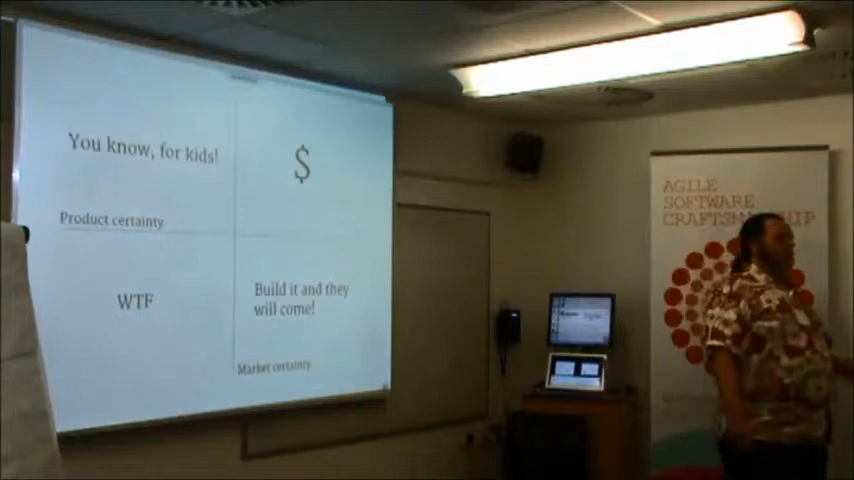 You know, for kids!
$
Product certainty
WTF
Build it and they
will come!
Market certainty
AGILE
SOFTWARE
CRAFTSMANSHIP